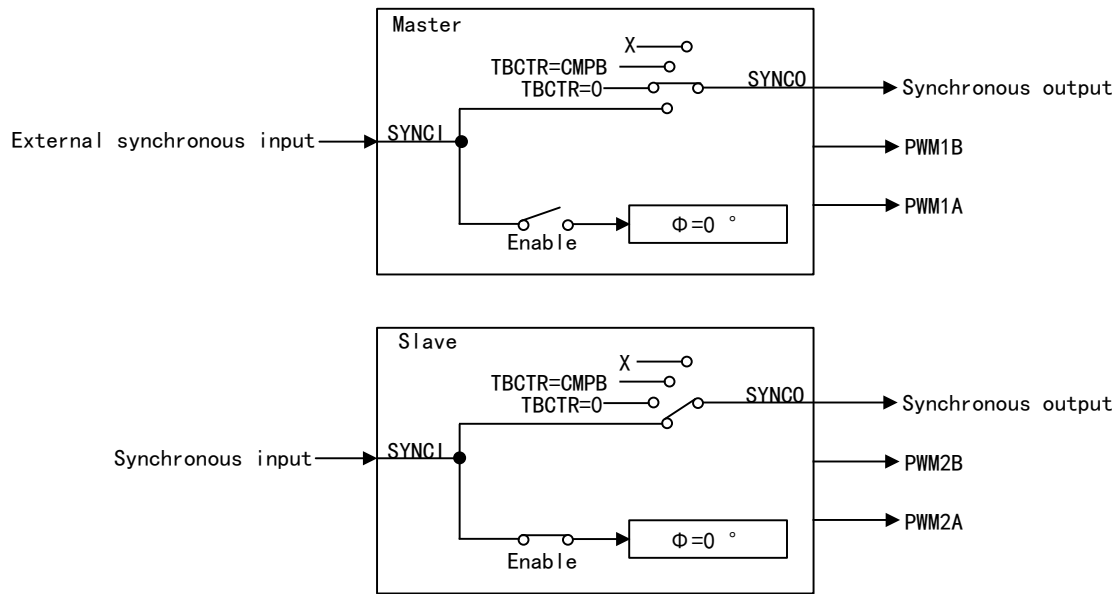 Master
X
TBCTR=CMPB
TBCTR=0
SYNCO
Synchronous output
External synchronous input
SYNCI
PWM1B
PWM1A
Enable
Φ=0 °
Slave
X
TBCTR=CMPB
TBCTR=0
SYNCO
Synchronous output
Synchronous input
SYNCI
PWM2B
PWM2A
Enable
Φ=0 °